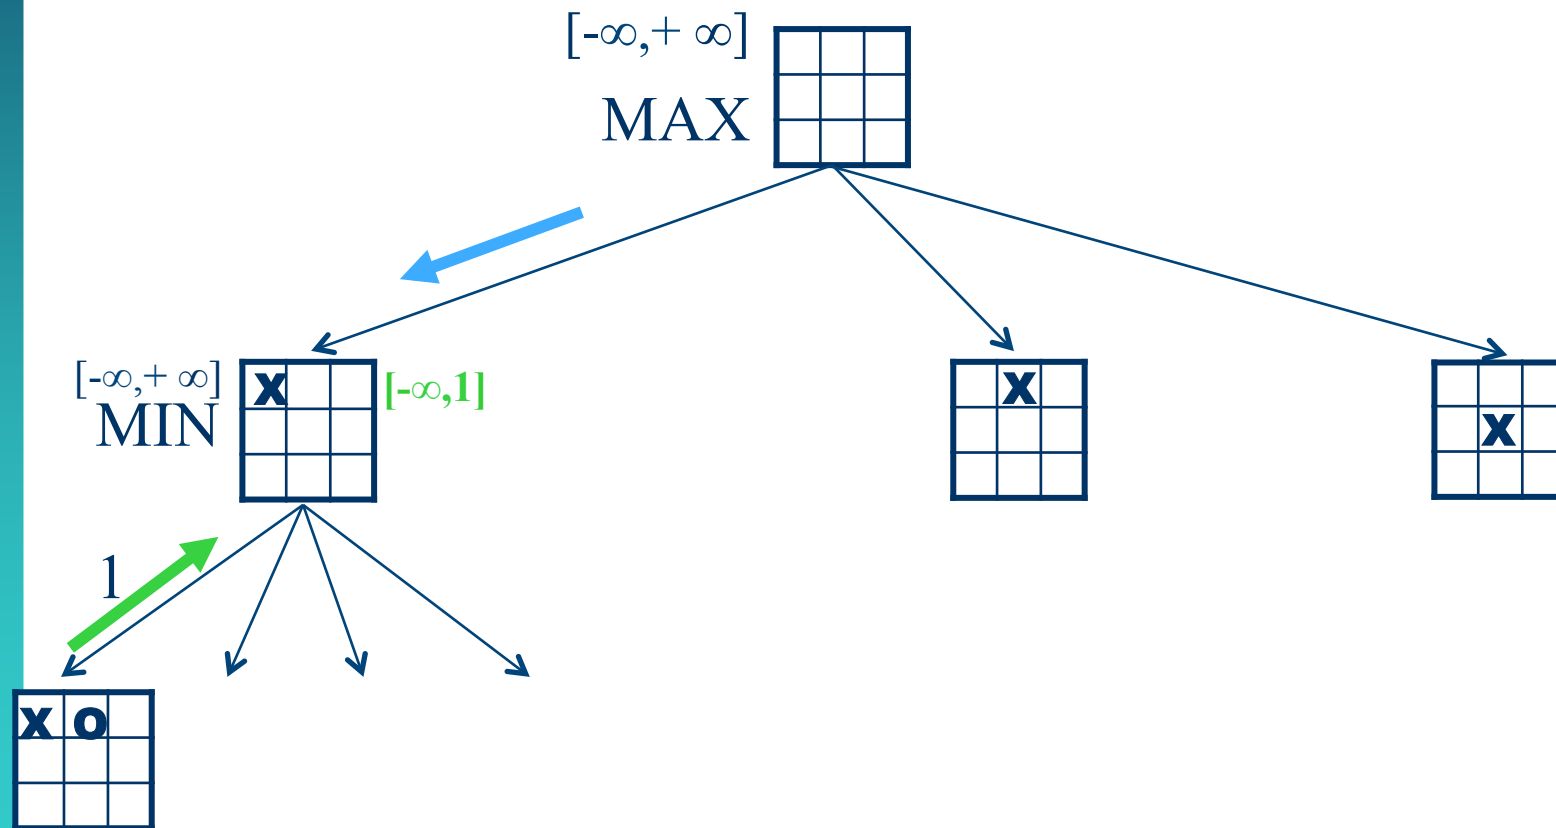 [-∞,+ ∞]
MAX
[-∞,+ ∞]
MIN
x
[-∞,1]
x
x
1
x o